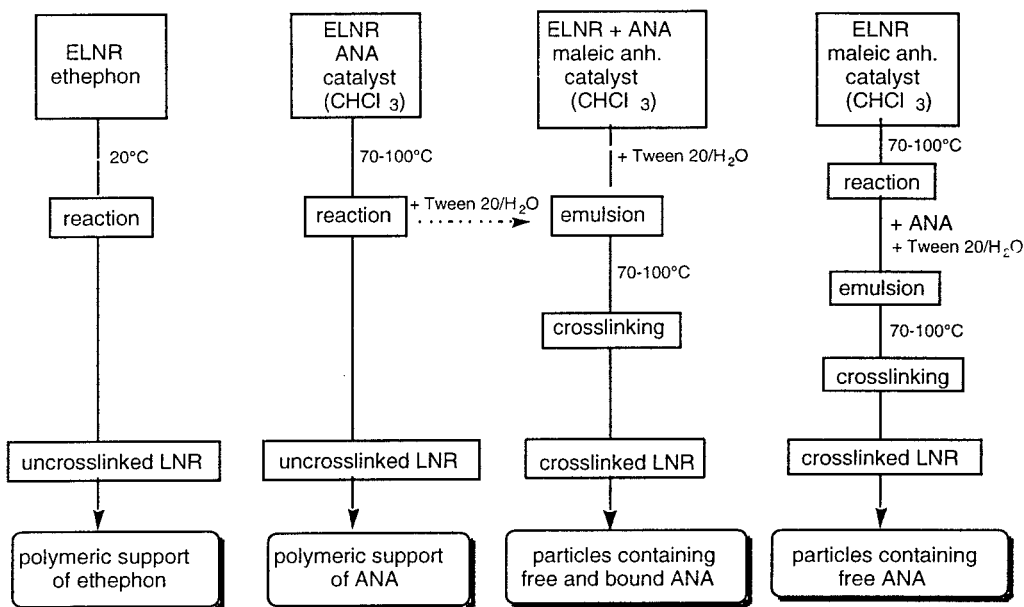 ELNR
ethephon
20°C
reaction
uncrosslinked LNR
polymeric support
of ethephon
ELNR
ANA
catalyst
(CHCl 3)
70-100°C
reaction
+ Tween 20/H2O
uncrosslinked LNR
polymeric support
of ANA
ELNR + ANA
maleic anh.
catalyst
(CHCl 3)
+ Tween 20/H2O
emulsion
70-100°C
crosslinking
crosslinked LNR
particles containing
free and bound ANA
ELNR
maleic anh.
catalyst
(CHCl 3)
70-100°C
reaction
+ ANA
+ Tween 20/H2O
emulsion
70-100°C
crosslinking
crosslinked LNR
particles containing
free ANA